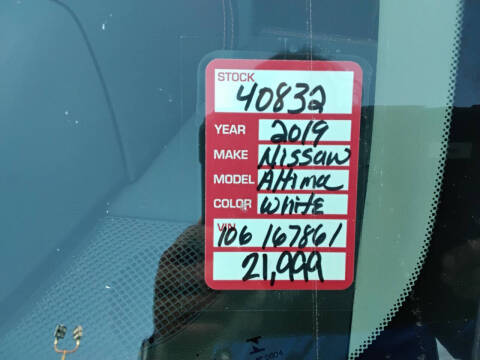 STOCK
40832
YEAR 2019
MAKE Nissan
MODEL Altima
COLOR White
VIN
106 167861
21,999